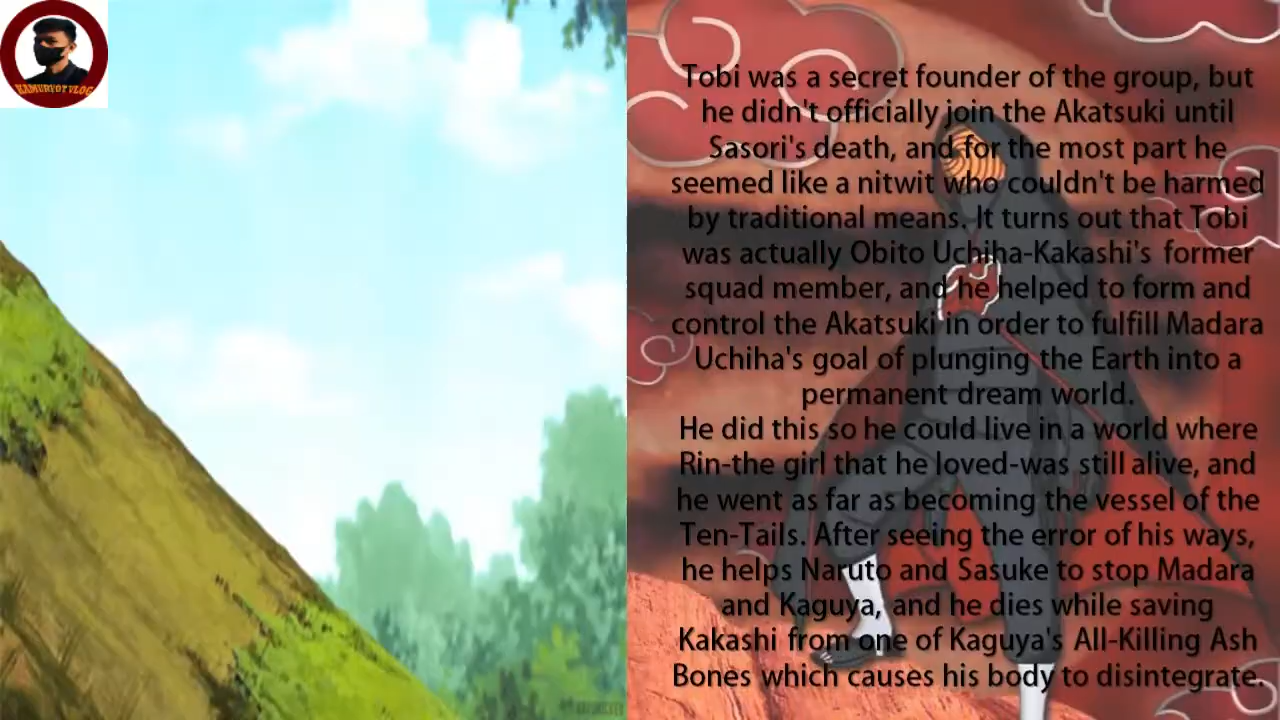 KAMURYOT VLOG
Tobi was a secret founder of the group, but
he didn't officially join the Akatsuki until
Sasori's death, and for the most part he
seemed like a nitwit who couldn't be harmed
by traditional means. It turns out that Tobi
was actually Obito Uchiha-Kakashi's former
squad member, and he helped to form and
control the Akatsuki in order to fulfill Madara
Uchiha's goal of plunging the Earth into a
permanent dream world.
He did this so he could live in a world where
Rin-the girl that he loved-was still alive, and
he went as far as becoming the vessel of the
Ten-Tails. After seeing the error of his ways,
he helps Naruto and Sasuke to stop Madara
and Kaguya, and he dies while saving
Kakashi from one of Kaguya's All-Killing Ash
Bones which causes his body to disintegrate.